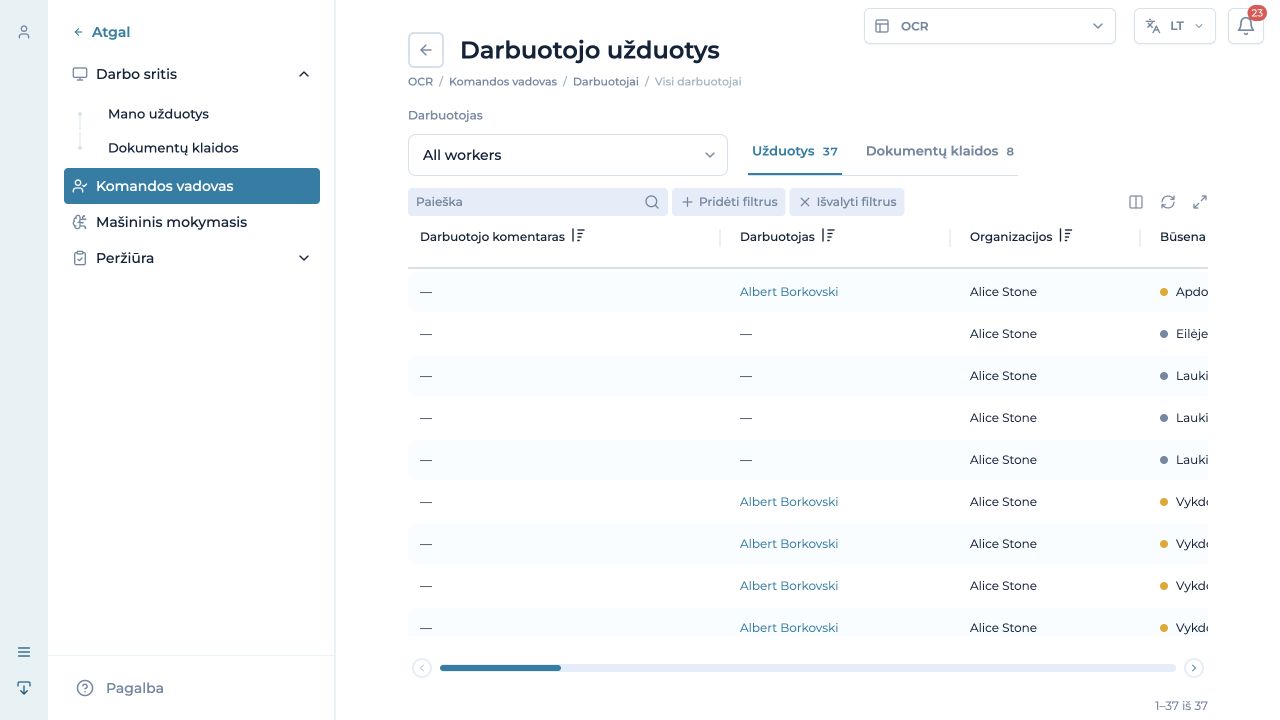 Atgal
Darbo sritis
Mano užduotys
Dokumentų klaidos
Komandos vadovas
Mašininis mokymasis
Peržiūra
Pagalba
OCR
LT
23
Darbuotojo užduotys
OCR / Komandos vadovas / Darbuotojai / Visi darbuotojai
Darbuotojas
All workers
Užduotys 37
Dokumentų klaidos 8
Paieška
Pridėti filtrus
Išvalyti filtrus
Darbuotojo komentaras Darbuotojas Organizacijos Būsena
— Albert Borkovski Alice Stone Apdo
— — Alice Stone Eilėje
— — Alice Stone Lauki
— — Alice Stone Lauki
— — Alice Stone Lauki
— Albert Borkovski Alice Stone Vykdo
— Albert Borkovski Alice Stone Vykdo
— Albert Borkovski Alice Stone Vykdo
— Albert Borkovski Alice Stone Vykdo
1–37 iš 37